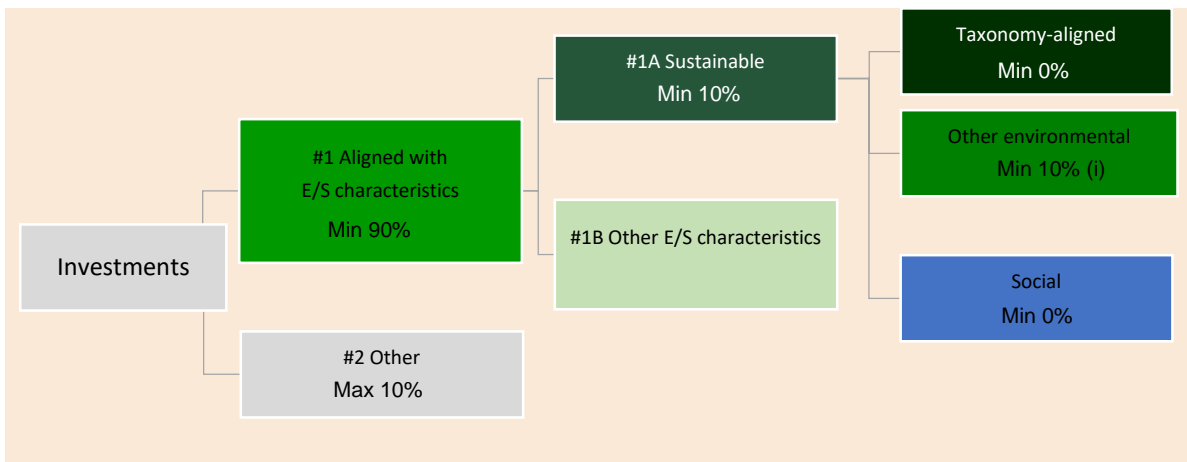 Investments
#1 Aligned with
E/S characteristics
Min 90%
#2 Other
Max 10%
#1A Sustainable
Min 10%
#1B Other E/S characteristics
Taxonomy-aligned
Min 0%
Other environmental
Min 10% (i)
Social
Min 0%